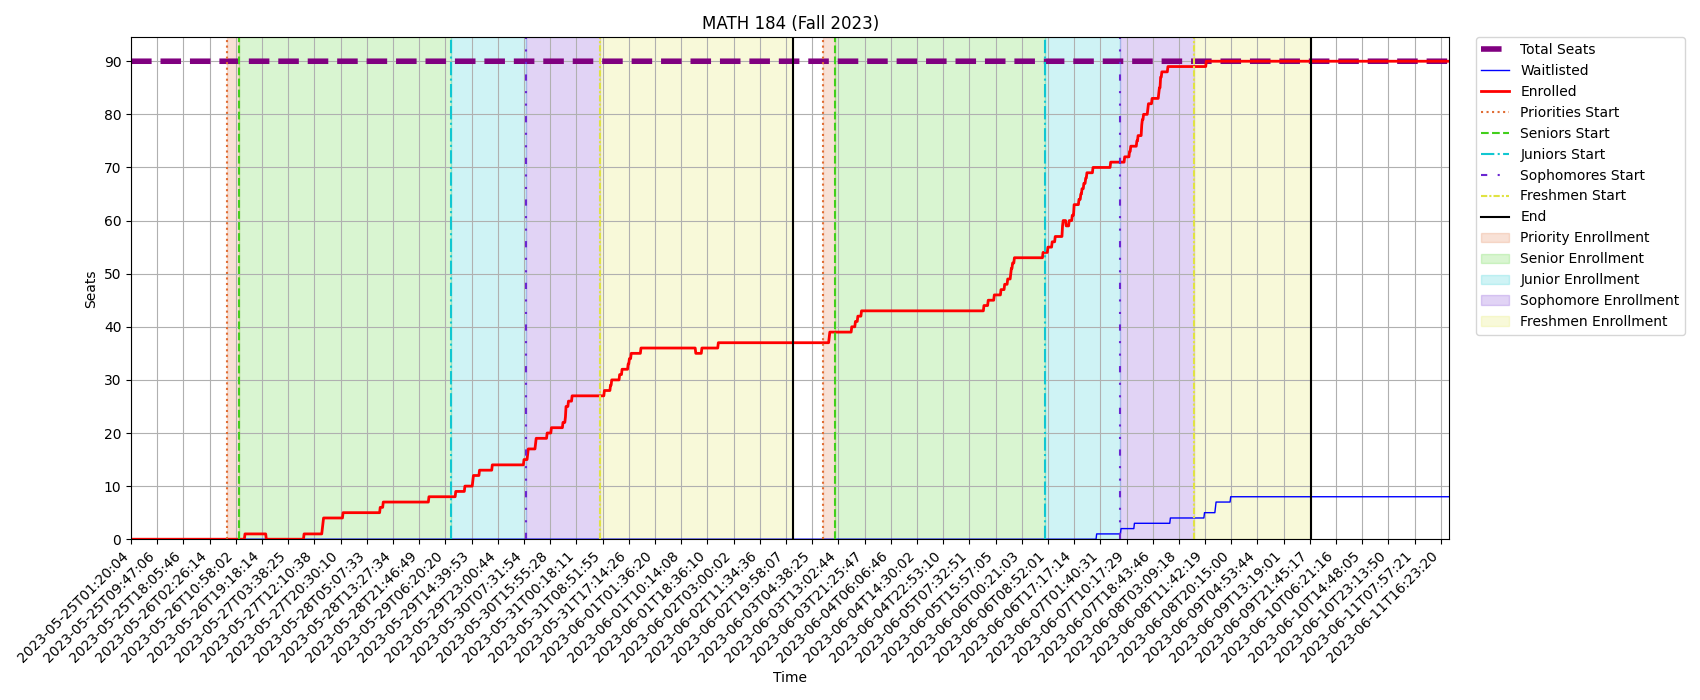 MATH 184 (Fall 2023)
Seats
90
80
70
60
50
40
30
20
10
0
2023-05-25T01:20:04
2023-05-25T09:47:06
2023-05-25T18:05:46
2023-05-26T02:26:14
2023-05-26T10:58:02
2023-05-26T19:18:14
2023-05-27T03:38:25
2023-05-27T12:10:38
2023-05-27T20:30:10
2023-05-28T05:07:33
2023-05-28T13:27:34
2023-05-28T21:46:49
2023-05-29T06:20:20
2023-05-29T14:39:53
2023-05-29T23:00:44
2023-05-30T07:31:54
2023-05-30T15:55:28
2023-05-31T00:18:11
2023-05-31T08:51:55
2023-05-31T17:14:26
2023-06-01T01:36:20
2023-06-01T10:14:08
2023-06-01T18:36:10
2023-06-02T03:00:02
2023-06-02T11:34:36
2023-06-02T19:58:07
2023-06-03T04:38:25
2023-06-03T13:02:44
2023-06-03T21:25:47
2023-06-04T06:06:46
2023-06-04T14:30:02
2023-06-04T22:53:10
2023-06-05T07:32:51
2023-06-05T15:57:05
2023-06-06T00:21:03
2023-06-06T08:52:01
2023-06-06T17:17:14
2023-06-07T01:40:31
2023-06-07T10:17:29
2023-06-07T18:43:46
2023-06-08T03:09:18
2023-06-08T11:42:19
2023-06-08T20:15:00
2023-06-09T04:53:44
2023-06-09T13:19:01
2023-06-09T21:45:17
2023-06-10T06:21:16
2023-06-10T14:48:05
2023-06-10T23:13:50
2023-06-11T07:57:21
2023-06-11T16:23:20
Time
Total Seats
Waitlisted
Enrolled
Priorities Start
Seniors Start
Juniors Start
Sophomores Start
Freshmen Start
End
Priority Enrollment
Senior Enrollment
Junior Enrollment
Sophomore Enrollment
Freshmen Enrollment